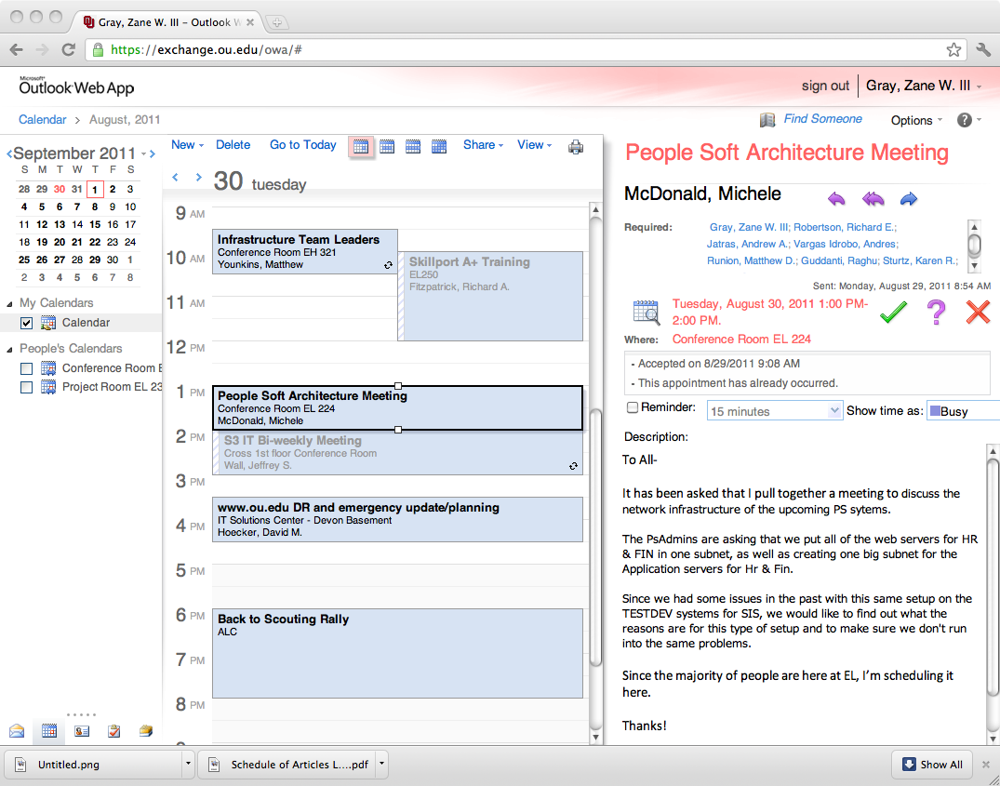 Gray, Zane W. III – Outlook W
https://exchange.ou.edu/owa/#
Microsoft®
Outlook Web App
sign out
Gray, Zane W. III
Calendar > August, 2011
Find Someone
Options
September 2011
S M T W T F S
28 29 30 31 1 2 3
4 5 6 7 8 9 10
11 12 13 14 15 16 17
18 19 20 21 22 23 24
25 26 27 28 29 30 1
2 3 4 5 6 7 8
My Calendars
Calendar
People's Calendars
Conference Room E
Project Room EL 23
New
Delete
Go to Today
Share
View
30 tuesday
9 AM
10 AM
11 AM
12 PM
1 PM
2 PM
3 PM
4 PM
5 PM
6 PM
7 PM
8 PM
Infrastructure Team Leaders
Conference Room EH 321
Younkins, Matthew
Skillport A+ Training
EL250
Fitzpatrick, Richard A.
People Soft Architecture Meeting
Conference Room EL 224
McDonald, Michele
S3 IT Bi-weekly Meeting
Cross 1st floor Conference Room
Wall, Jeffrey S.
www.ou.edu DR and emergency update/planning
IT Solutions Center - Devon Basement
Hoecker, David M.
Back to Scouting Rally
ALC
People Soft Architecture Meeting
McDonald, Michele
Required:
Gray, Zane W. III; Robertson, Richard E.;
Jatras, Andrew A.; Vargas Idrobo, Andres;
Runion, Matthew D.; Guddanti, Raghu; Sturtz, Karen R.;
Sent: Monday, August 29, 2011 8:54 AM
Tuesday, August 30, 2011 1:00 PM-
2:00 PM.
Where: Conference Room EL 224
- Accepted on 8/29/2011 9:08 AM
- This appointment has already occurred.
Reminder: 15 minutes Show time as: Busy
Description:
To All-
It has been asked that I pull together a meeting to discuss the
network infrastructure of the upcoming PS sytems.
The PsAdmins are asking that we put all of the web servers for HR
& FIN in one subnet, as well as creating one big subnet for the
Application servers for Hr & Fin.
Since we had some issues in the past with this same setup on the
TESTDEV systems for SIS, we would like to find out what the
reasons are for this type of setup and to make sure we don't run
into the same problems.
Since the majority of people are here at EL, I'm scheduling it
here.
Thanks!
Untitled.png
Schedule of Articles L....pdf
Show All